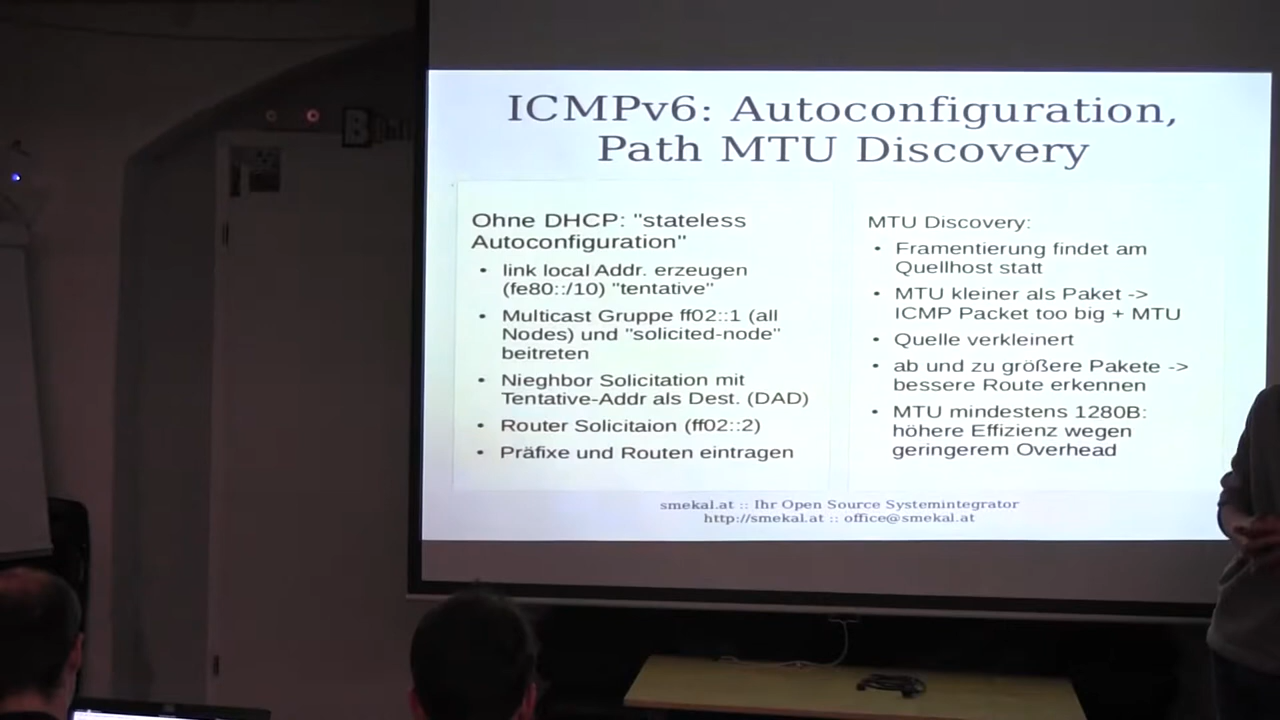 ICMPv6: Autoconfiguration,
Path MTU Discovery
Ohne DHCP: "stateless
Autoconfiguration"
• link local Addr. erzeugen
(fe80::/10) "tentative"
• Multicast Gruppe ff02::1 (all
Nodes) und "solicited-node"
beitreten
• Nieghbor Solicitation mit
Tentative-Addr als Dest. (DAD)
• Router Solicitaion (ff02::2)
• Präfixe und Routen eintragen
MTU Discovery:
• Framentierung findet am
Quellhost statt
• MTU kleiner als Paket ->
ICMP Packet too big + MTU
• Quelle verkleinert
• ab und zu größere Pakete ->
bessere Route erkennen
• MTU mindestens 1280B:
höhere Effizienz wegen
geringerem Overhead
smekal.at :: Ihr Open Source Systemintegrator
http://smekal.at :: office@smekal.at